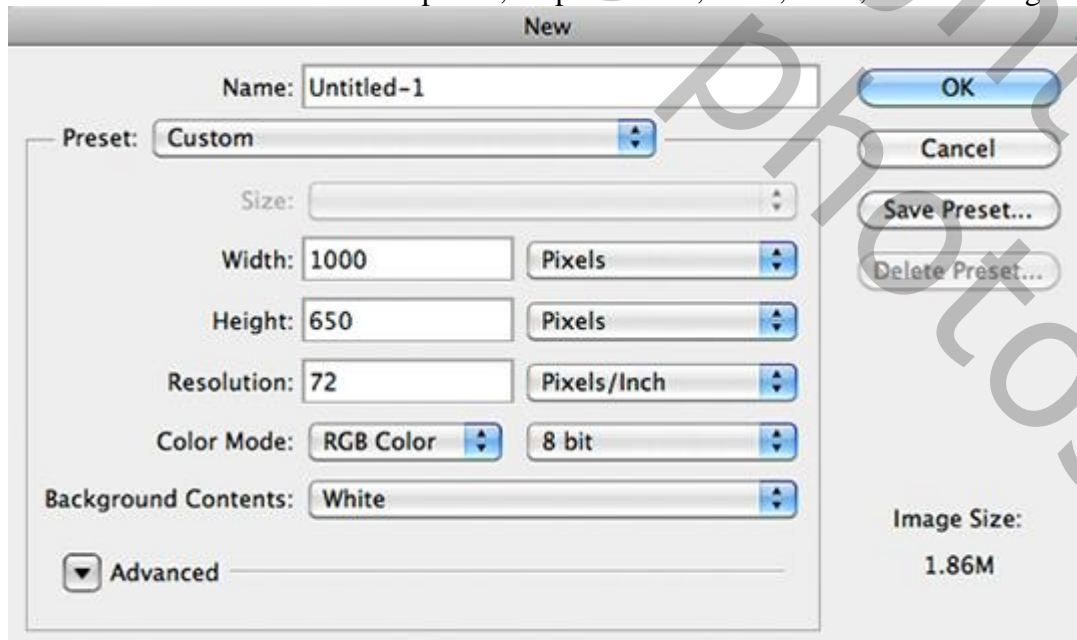 New
Name: Untitled-1
OK
Preset: Custom
Cancel
Size:
Save Preset...
Width: 1000 Pixels
Delete Preset...
Height: 650 Pixels
Resolution: 72 Pixels/Inch
Color Mode: RGB Color 8 bit
Background Contents: White
Image Size:
1.86M
Advanced